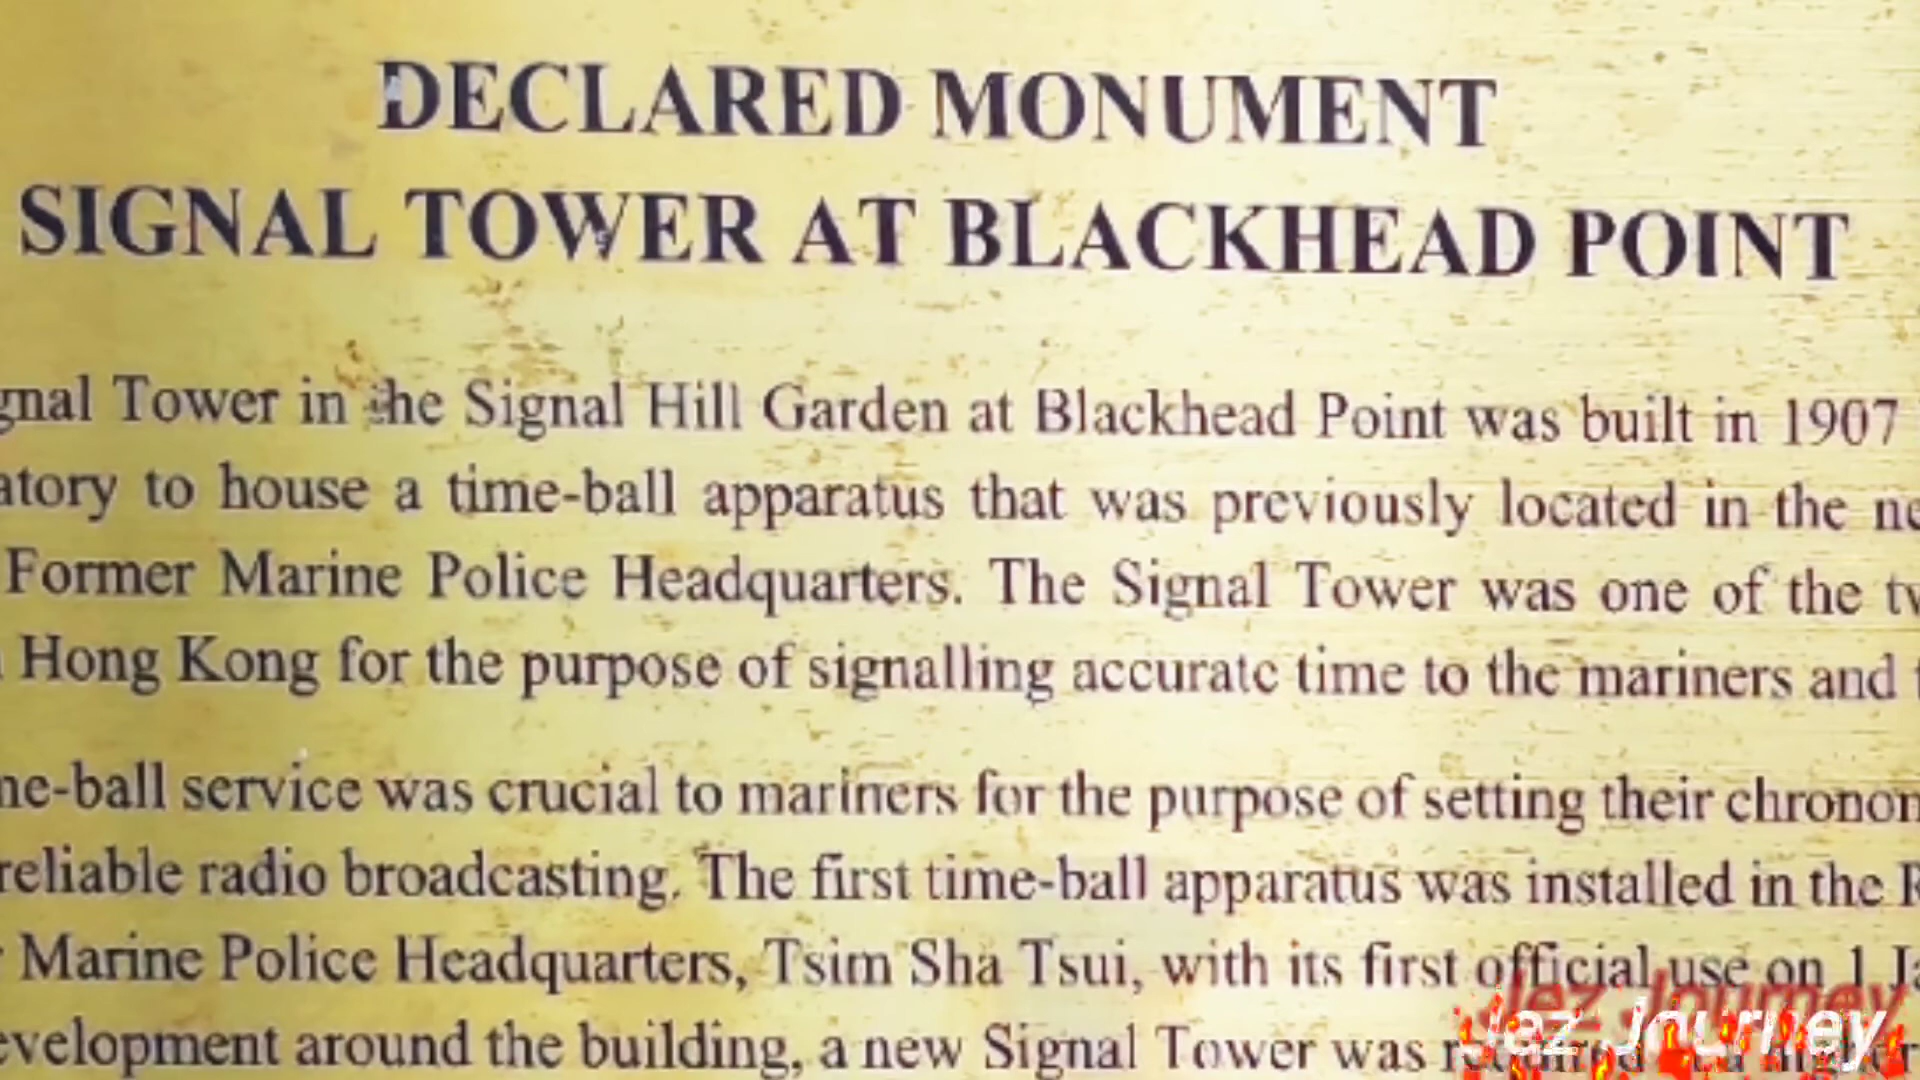 DECLARED MONUMENT
SIGNAL TOWER AT BLACKHEAD POINT
gnal Tower in the Signal Hill Garden at Blackhead Point was built in 1907
atory to house a time-ball apparatus that was previously located in the ne
Former Marine Police Headquarters. The Signal Tower was one of the tw
Hong Kong for the purpose of signalling accurate time to the mariners and t
ne-ball service was crucial to mariners for the purpose of setting their chronom
reliable radio broadcasting. The first time-ball apparatus was installed in the R
Marine Police Headquarters, Tsim Sha Tsui, with its first official use on 1 Ja
evelopment around the building, a new Signal Tower was
Jez Journey